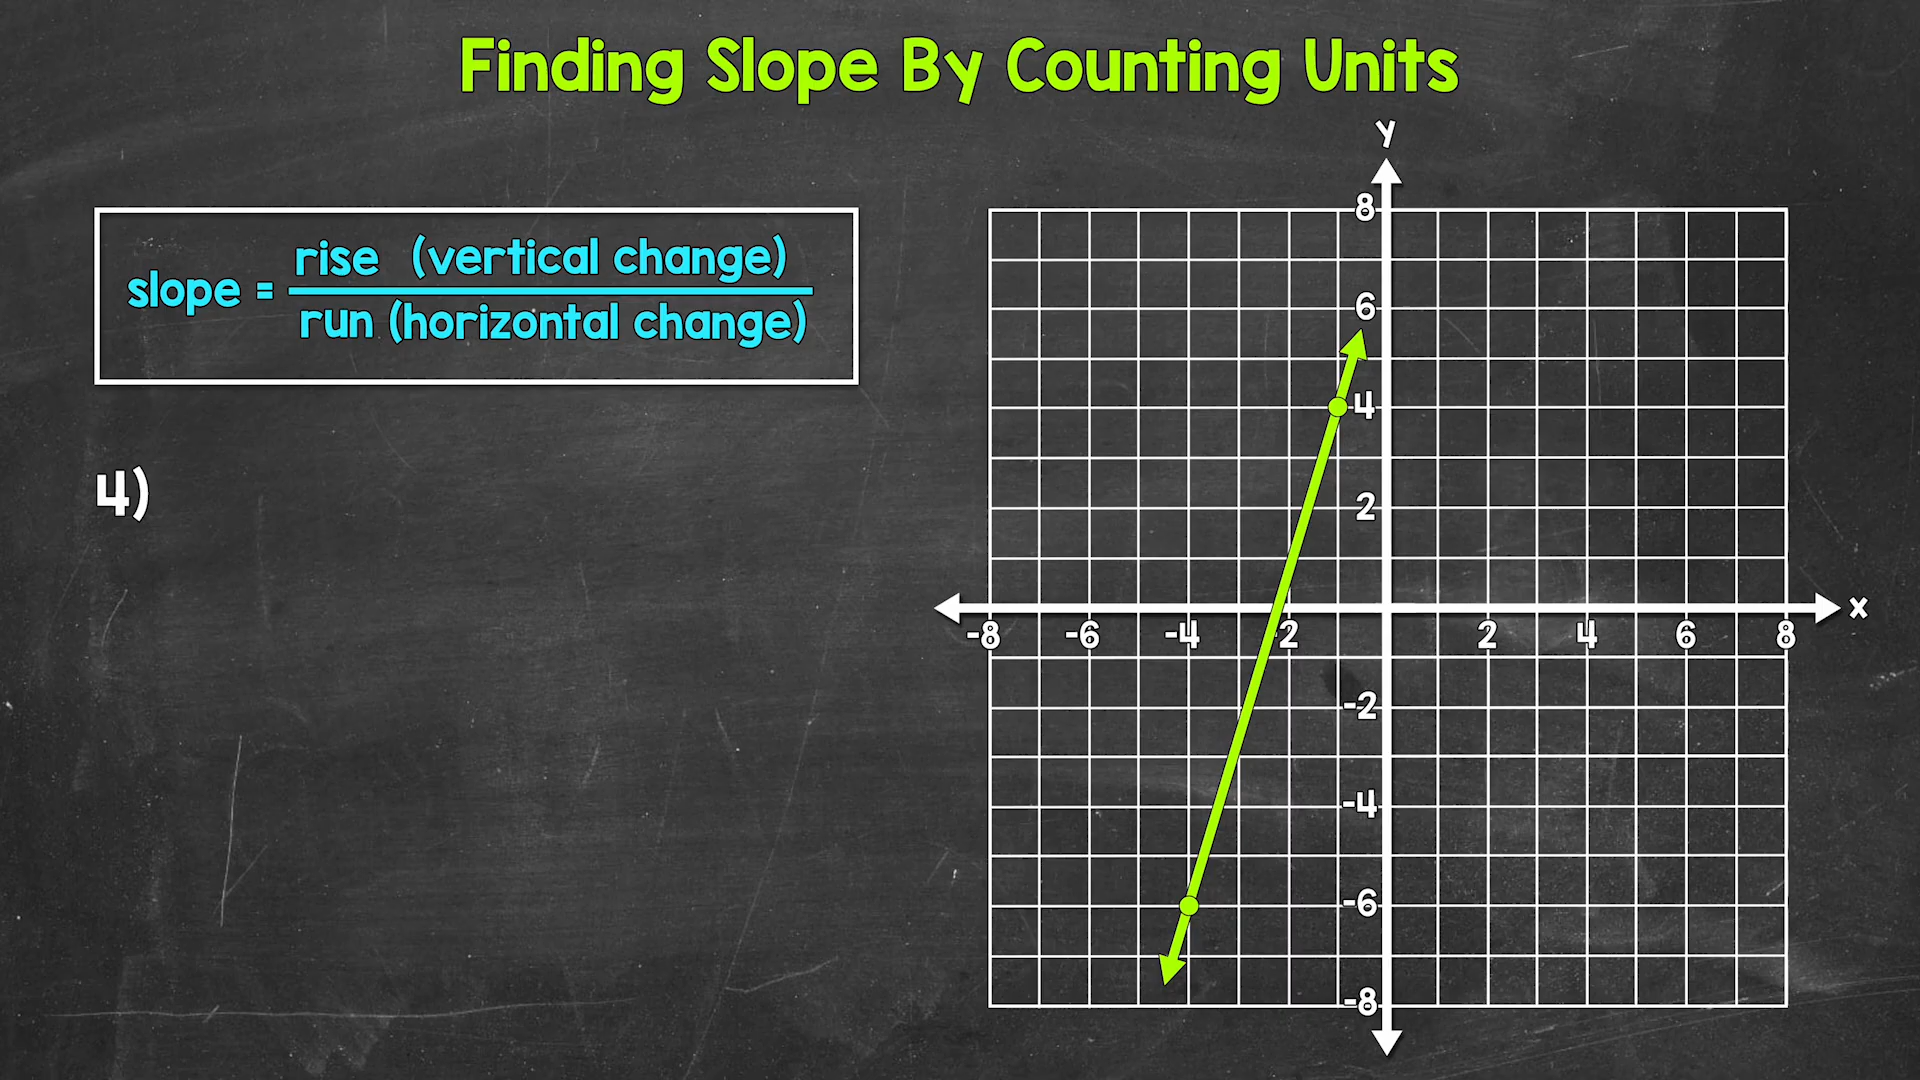 Finding Slope By Counting Units
slope = rise (vertical change)
run (horizontal change)
4)
y
8
6
4
2
-8 -6 -4 -2 2 4 6 8 x
-2
-4
-6
-8